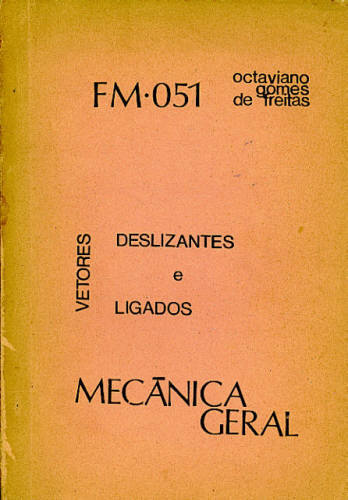 FM·051
octaviano
gomes
de freitas
VETORES
DESLIZANTES
e
LIGADOS
MECÂNICA
GERAL